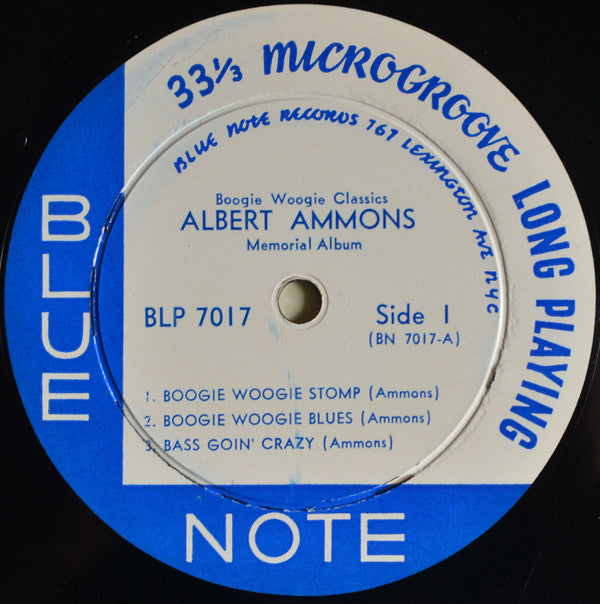 33⅓ MICROGROOVE LONG PLAYING
BLUE NOTE RECORDS 767 LEXINGTON AVE NYC
Boogie Woogie Classics
ALBERT AMMONS
Memorial Album
BLP 7017
Side 1
(BN 7017-A)
1. BOOGIE WOOGIE STOMP (Ammons)
2. BOOGIE WOOGIE BLUES (Ammons)
3. BASS GOIN' CRAZY (Ammons)
BLUE
NOTE